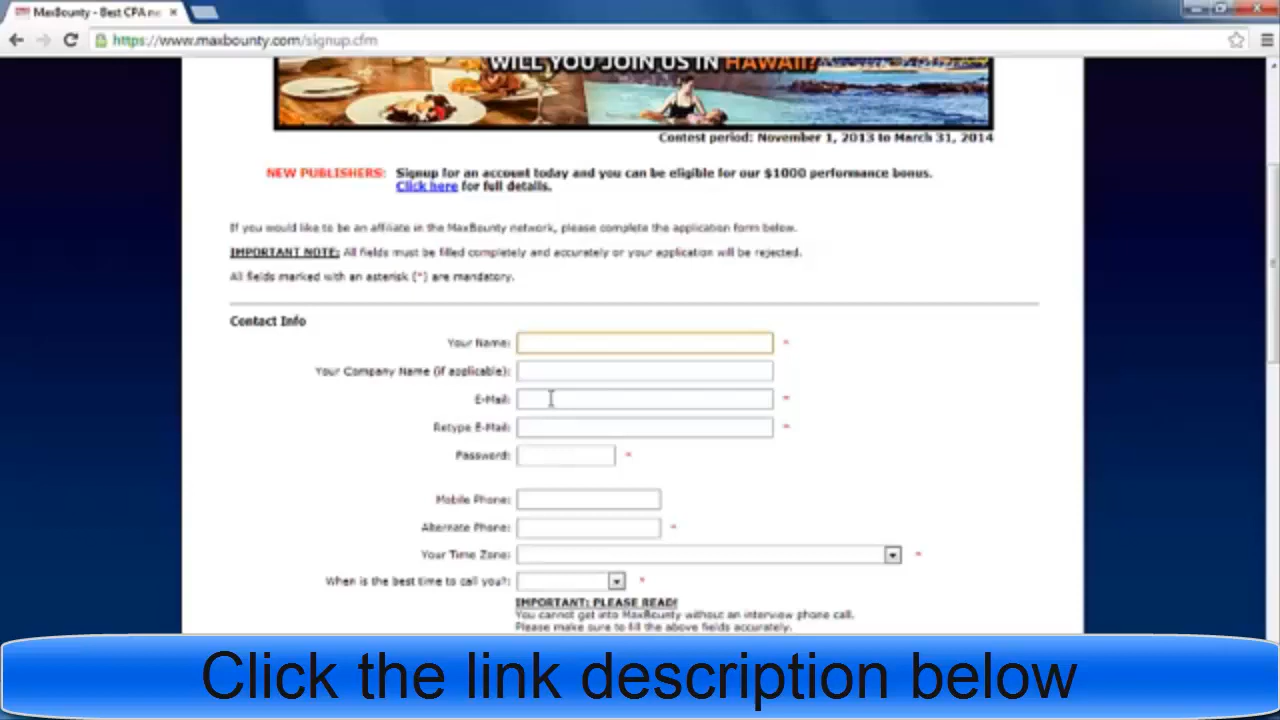 MaxBounty - Best CPA ne
https://www.maxbounty.com/signup.cfm
WILL YOU JOIN US IN HAWAII?
Contest period: November 1, 2013 to March 31, 2014
NEW PUBLISHERS: Signup for an account today and you can be eligible for our $1000 performance bonus.
Click here for full details.
If you would like to be an affiliate in the MaxBounty network, please complete the application form below.
IMPORTANT NOTE: All fields must be filled completely and accurately or your application will be rejected.
All fields marked with an asterisk (*) are mandatory.
Contact Info
Your Name: *
Your Company Name (if applicable):
E-Mail: *
Retype E-Mail: *
Password: *
Mobile Phone:
Alternate Phone: *
Your Time Zone: *
When is the best time to call you?: *
IMPORTANT: PLEASE READ!
You cannot get into MaxBounty without an interview phone call.
Please make sure to fill the above fields accurately.
Click the link description below